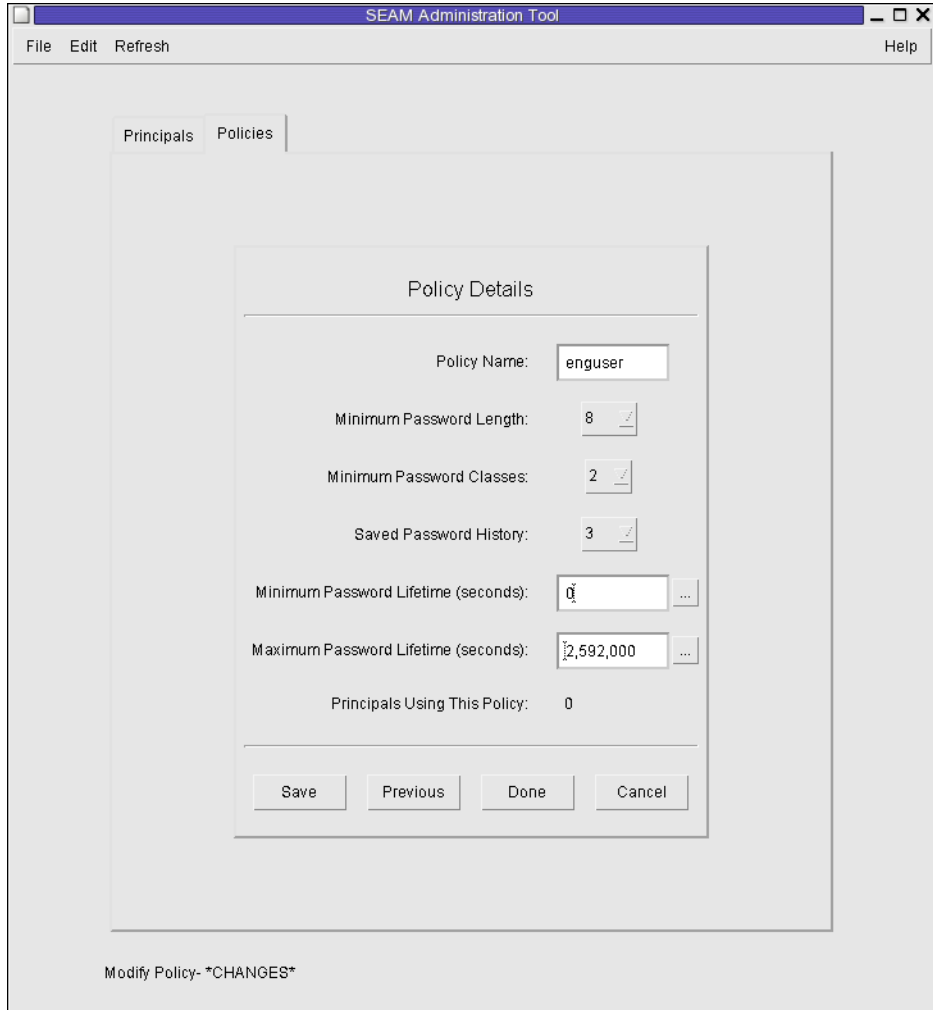 SEAM Administration Tool
File Edit Refresh Help
Principals Policies
Policy Details
Policy Name: enguser
Minimum Password Length: 8
Minimum Password Classes: 2
Saved Password History: 3
Minimum Password Lifetime (seconds): 0 ...
Maximum Password Lifetime (seconds): 2,592,000 ...
Principals Using This Policy: 0
Save Previous Done Cancel
Modify Policy- *CHANGES*